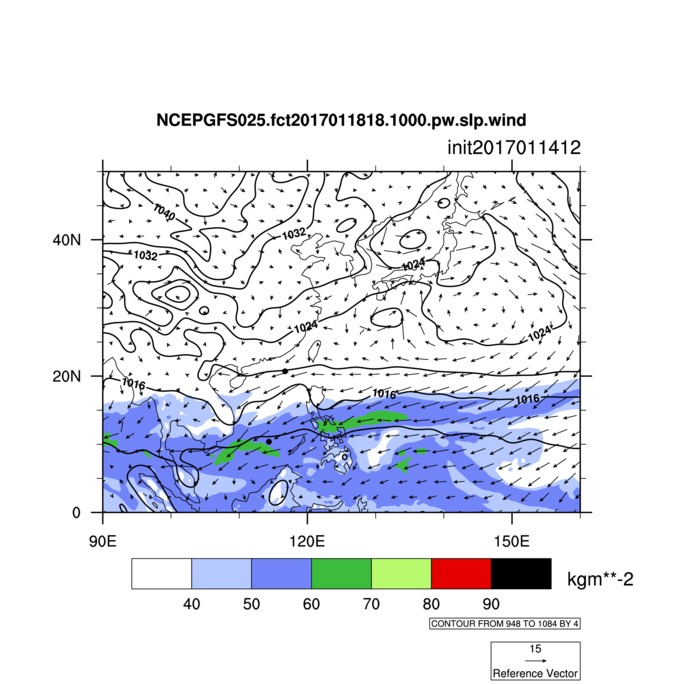 NCEPGFS025.fct2017011818.1000.pw.slp.wind
init2017011412
1040
1032
1032
40N
1024
1024
1024
20N
1016
1016
1016
0
90E 120E 150E
40 50 60 70 80 90
kgm**-2
CONTOUR FROM 948 TO 1084 BY 4
15
Reference Vector